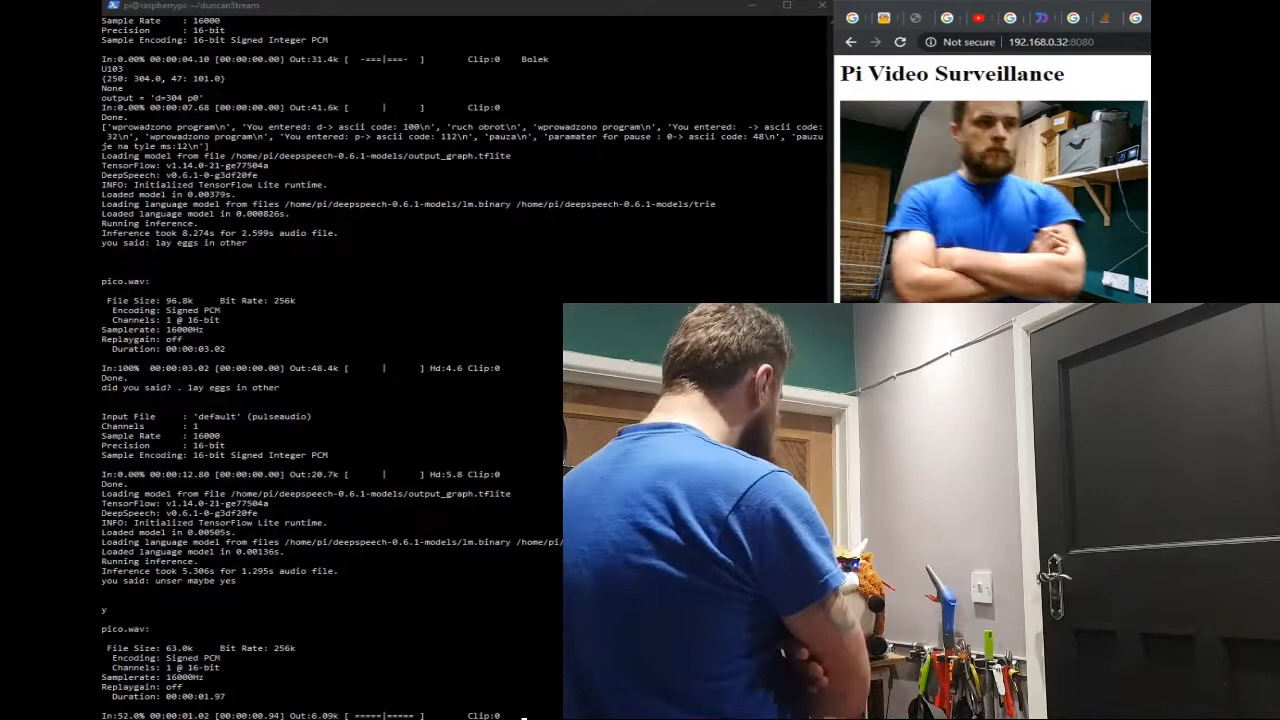 pi@raspberrypi: ~/duncanStream
Sample Rate    : 16000
Precision      : 16-bit
Sample Encoding: 16-bit Signed Integer PCM
In:0.00% 00:00:04.10 [00:00:00.00] Out:31.4k [  -===|===-  ]        Clip:0    Bolek
U103
{250: 304.0, 47: 101.0}
None
output = 'd=304 p0'
In:0.00% 00:00:07.68 [00:00:00.00] Out:41.6k [      |      ]        Clip:0
Done.
['wprowadzono program\n', 'You entered: d-> ascii code: 100\n', 'ruch obrot\n', 'wprowadzono program\n', 'You entered:  -> ascii code:
32\n', 'wprowadzono program\n', 'You entered: p-> ascii code: 112\n', 'pauza\n', 'paramater for pause : 0-> ascii code: 48\n', 'pauzu
je na tyle ms:12\n']
Loading model from file /home/pi/deepspeech-0.6.1-models/output_graph.tflite
TensorFlow: v1.14.0-21-ge77504a
DeepSpeech: v0.6.1-0-g3df20fe
INFO: Initialized TensorFlow Lite runtime.
Loaded model in 0.00379s.
Loading language model from files /home/pi/deepspeech-0.6.1-models/lm.binary /home/pi/deepspeech-0.6.1-models/trie
Loaded language model in 0.000826s.
Running inference.
Inference took 8.274s for 2.599s audio file.
you said: lay eggs in other
pico.wav:
File Size: 96.8k     Bit Rate: 256k
Encoding: Signed PCM
Channels: 1 @ 16-bit
Samplerate: 16000Hz
Replaygain: off
Duration: 00:00:03.02
In:100%  00:00:03.02 [00:00:00.00] Out:48.4k [      |      ] Hd:4.6 Clip:0
Done.
did you said? . lay eggs in other
Input File     : 'default' (pulseaudio)
Channels       : 1
Sample Rate    : 16000
Precision      : 16-bit
Sample Encoding: 16-bit Signed Integer PCM
In:0.00% 00:00:12.80 [00:00:00.00] Out:20.7k [      |      ] Hd:5.8 Clip:0
Done.
Loading model from file /home/pi/deepspeech-0.6.1-models/output_graph.tflite
TensorFlow: v1.14.0-21-ge77504a
DeepSpeech: v0.6.1-0-g3df20fe
INFO: Initialized TensorFlow Lite runtime.
Loaded model in 0.00505s.
Loading language model from files /home/pi/deepspeech-0.6.1-models/lm.binary /home/pi/
Loaded language model in 0.00136s.
Running inference.
Inference took 5.306s for 1.295s audio file.
you said: unser maybe yes
y
pico.wav:
File Size: 63.0k     Bit Rate: 256k
Encoding: Signed PCM
Channels: 1 @ 16-bit
Samplerate: 16000Hz
Replaygain: off
Duration: 00:00:01.97
In:52.0% 00:00:01.02 [00:00:00.94] Out:6.09k [ =====|===== ]        Clip:0
Not secure | 192.168.0.32:8080
Pi Video Surveillance